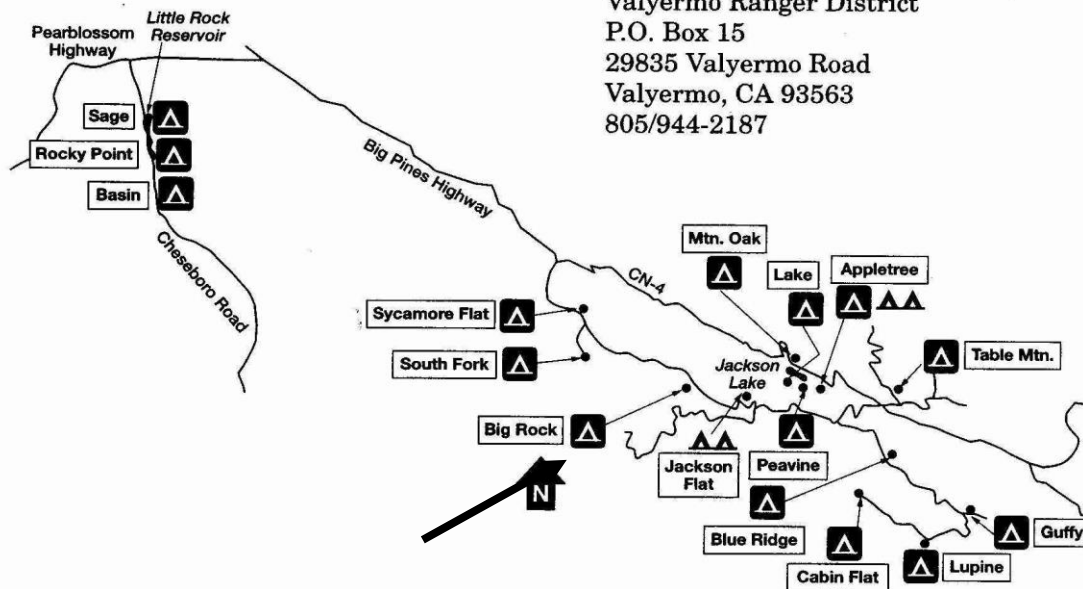 Valyermo Ranger District
P.O. Box 15
29835 Valyermo Road
Valyermo, CA 93563
805/944-2187
Little Rock
Reservoir
Pearblossom
Highway
Sage
Rocky Point
Basin
Cheseboro Road
Big Pines Highway
CN-4
Mtn. Oak
Lake
Appletree
Sycamore Flat
South Fork
Jackson
Lake
Table Mtn.
Big Rock
Jackson
Flat
Peavine
N
Blue Ridge
Guffy
Cabin Flat
Lupine